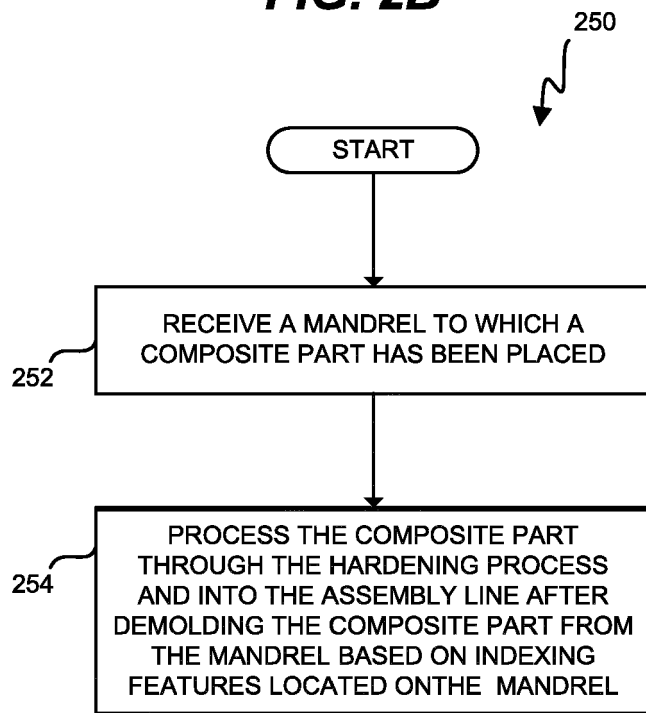 FIG. 2B
250
START
RECEIVE A MANDREL TO WHICH A
COMPOSITE PART HAS BEEN PLACED
252
PROCESS THE COMPOSITE PART
THROUGH THE HARDENING PROCESS
AND INTO THE ASSEMBLY LINE AFTER
DEMOLDING THE COMPOSITE PART FROM
THE MANDREL BASED ON INDEXING
FEATURES LOCATED ONTHE MANDREL
254